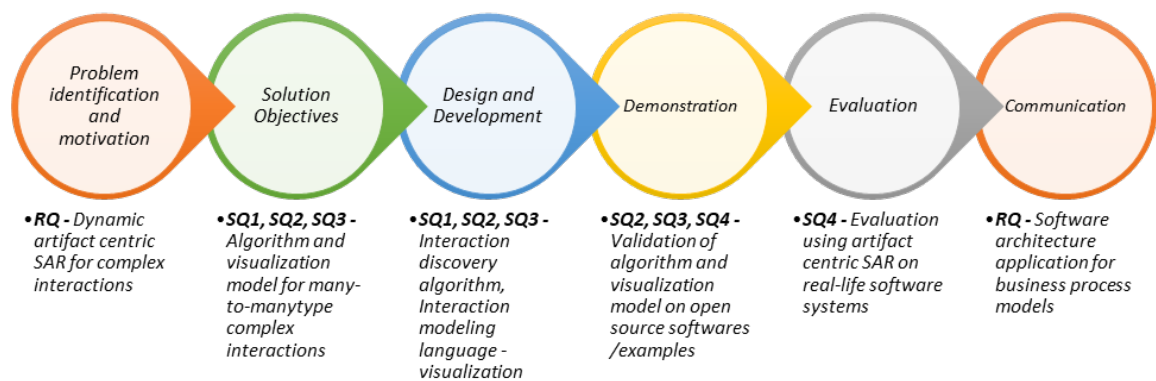 Problem
identification
and
motivation
Solution
Objectives
Design and
Development
Demonstration
Evaluation
Communication
•RQ - Dynamic
artifact centric
SAR for complex
interactions
•SQ1, SQ2, SQ3 -
Algorithm and
visualization
model for many-
to-manytype
complex
interactions
•SQ1, SQ2, SQ3 -
Interaction
discovery
algorithm,
Interaction
modeling
language -
visualization
•SQ2, SQ3, SQ4 -
Validation of
algorithm and
visualization
model on open
source softwares
/examples
•SQ4 - Evaluation
using artifact
centric SAR on
real-life software
systems
•RQ - Software
architecture
application for
business process
models